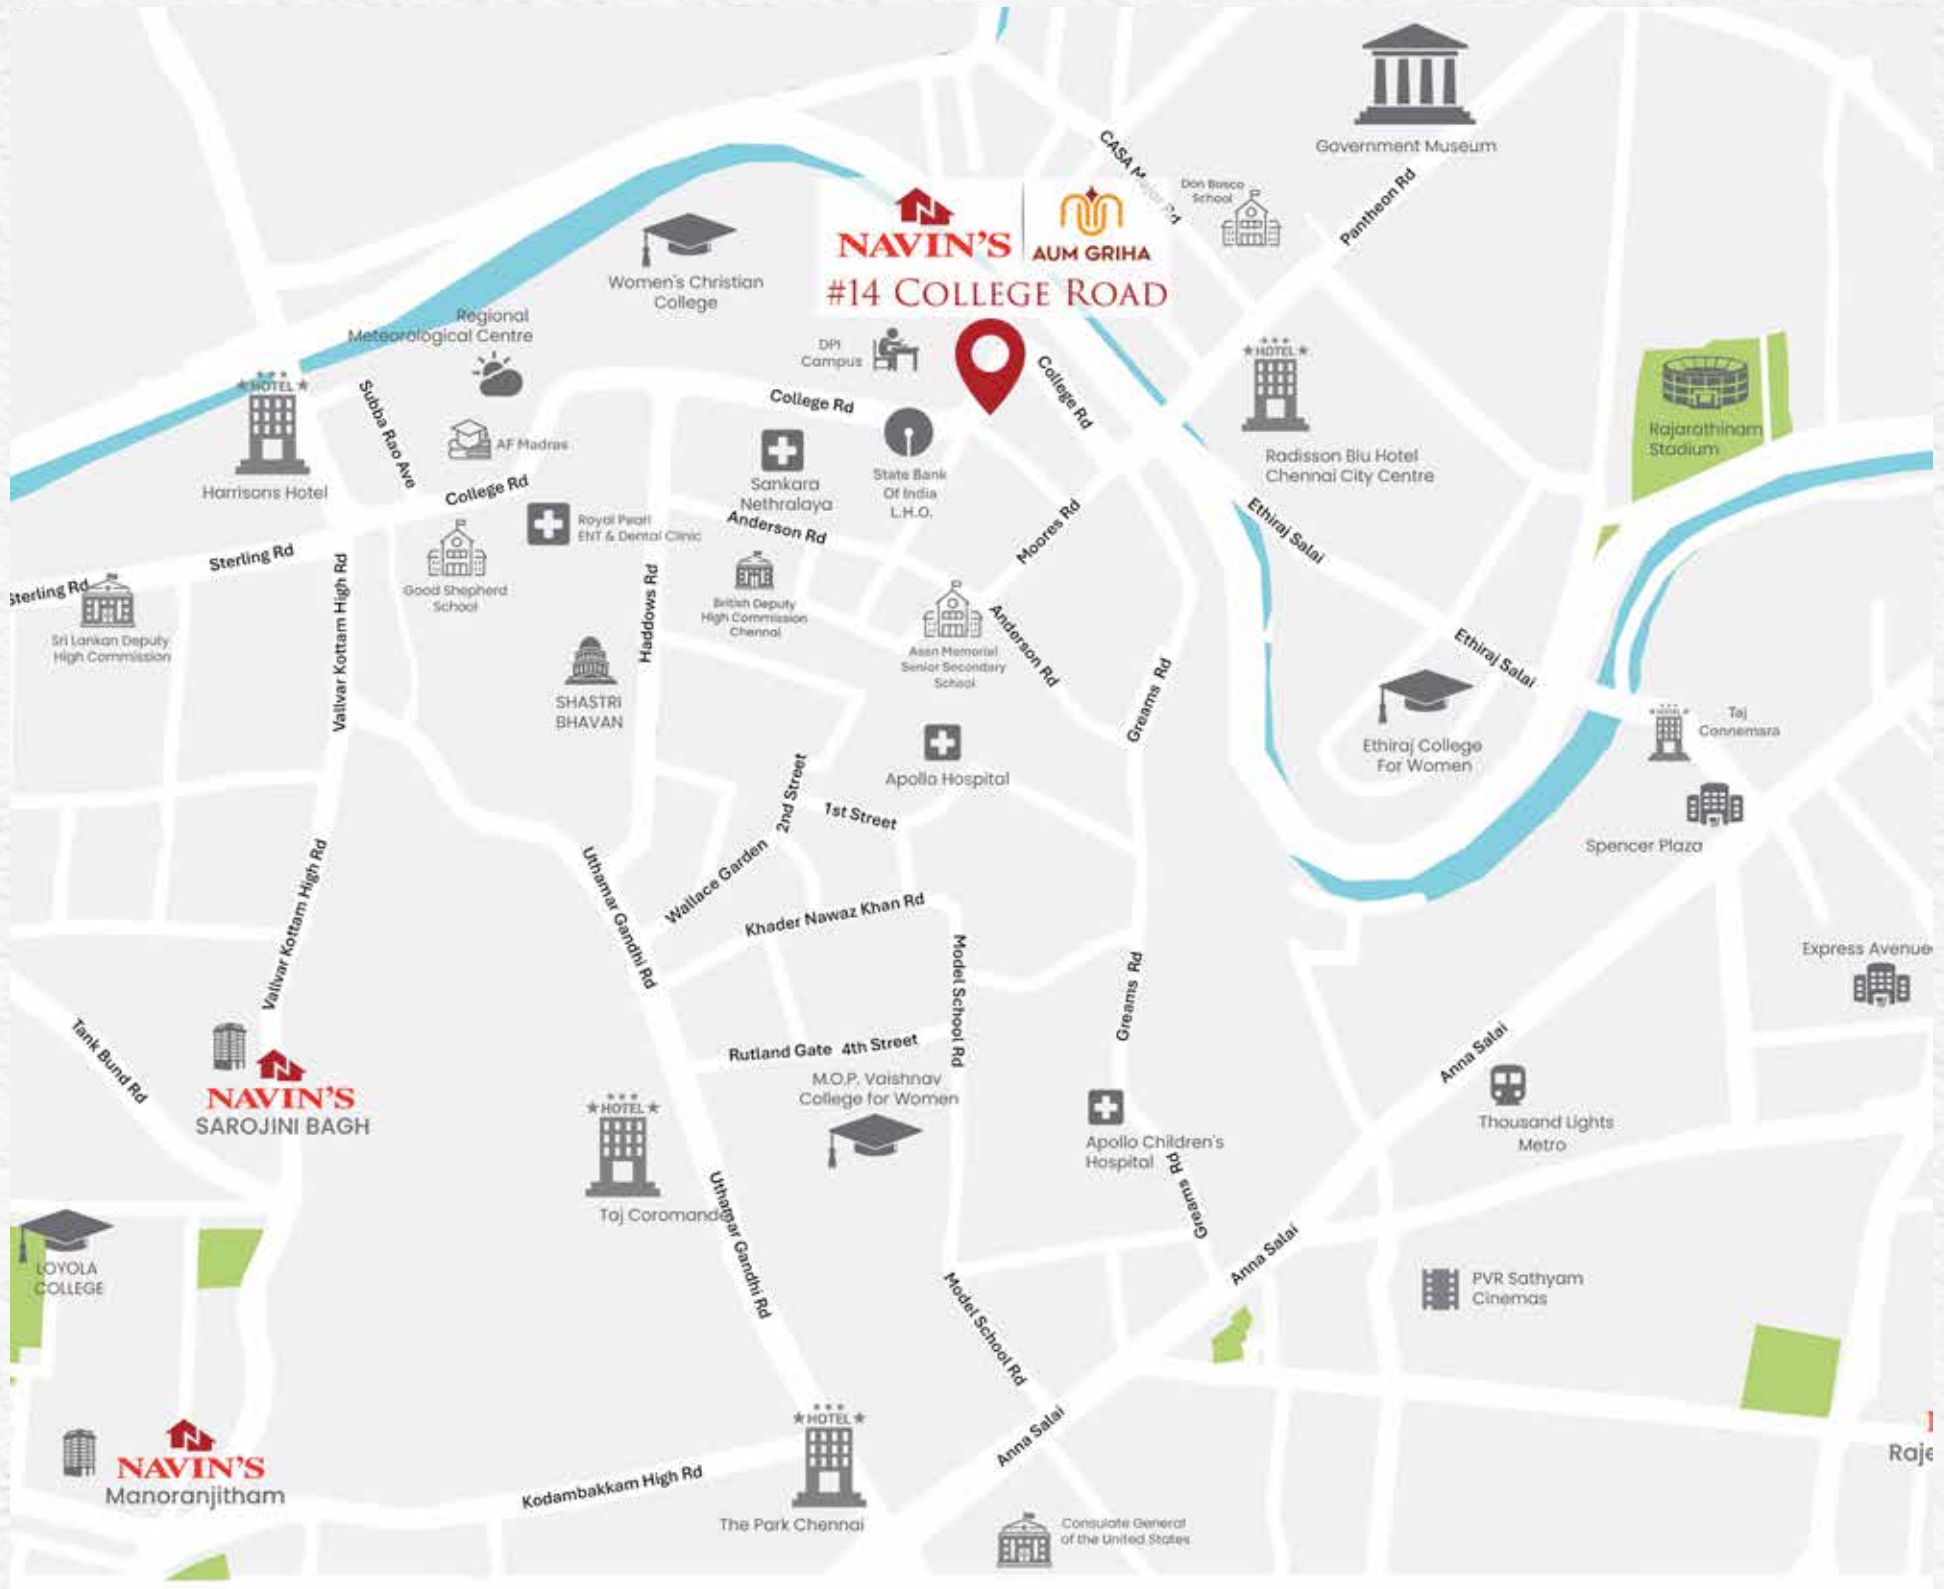 Government Museum
CASA Major Rd
Don Bosco
School
Pantheon Rd
NAVIN'S
AUM GRIHA
#14 COLLEGE ROAD
Women's Christian
College
Regional
Meteorological Centre
DPI
Campus
College Rd
College Rd
★★★
★HOTEL★
Radisson Blu Hotel
Chennai City Centre
Rajarathinam
Stadium
★★★
★HOTEL★
Harrisons Hotel
Subba Rao Ave
AF Madras
College Rd
Sankara
Nethralaya
State Bank
Of India
L.H.O.
Royal Pearl
ENT & Dental Clinic
Anderson Rd
Moores Rd
Ethiraj Salai
Sterling Rd
Sterling Rd
Sri Lankan Deputy
High Commission
Vallvar Kottam High Rd
Good Shepherd
School
Haddows Rd
British Deputy
High Commission
Chennai
Asan Memorial
Senior Secondary
School
Anderson Rd
Greams Rd
Ethiraj Salai
SHASTRI
BHAVAN
Ethiraj College
For Women
HOTEL
Taj
Connemara
Apollo Hospital
2nd Street
1st Street
Spencer Plaza
Vallvar Kottam High Rd
Uthamar Gandhi Rd
Wallace Garden
Khader Nawaz Khan Rd
Model School Rd
Greams Rd
Express Avenue
Tank Bund Rd
NAVIN'S
SAROJINI BAGH
Rutland Gate 4th Street
M.O.P. Vaishnav
College for Women
Anna Salai
Thousand Lights
Metro
★★★
★HOTEL★
Taj Coromande
Apollo Children's
Hospital
Greams Rd
Uthamar Gandhi Rd
LOYOLA
COLLEGE
Anna Salai
PVR Sathyam
Cinemas
Model School Rd
NAVIN'S
Manoranjitham
★★★
★HOTEL★
The Park Chennai
Kodambakkam High Rd
Anna Salai
Raje
Consulate General
of the United States